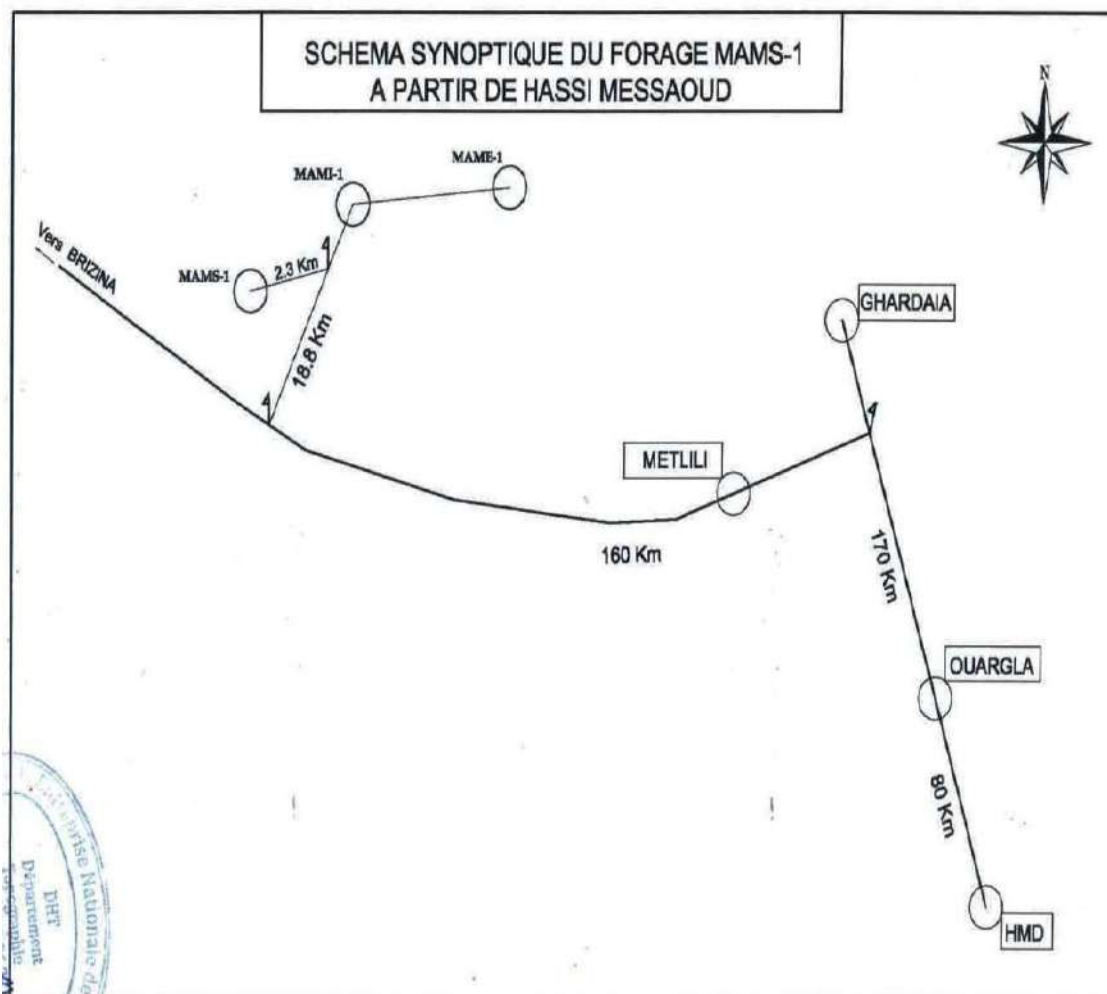 SCHEMA SYNOPTIQUE DU FORAGE MAMS-1
A PARTIR DE HASSI MESSAOUD
N
MAME-1
MAMI-1
Vers BRIZINA
MAMS-1
2.3 Km
18.8 Km
GHARDAIA
METLILI
160 Km
170 Km
OUARGLA
80 Km
HMD
Entreprise Nationale de
DHT
Département